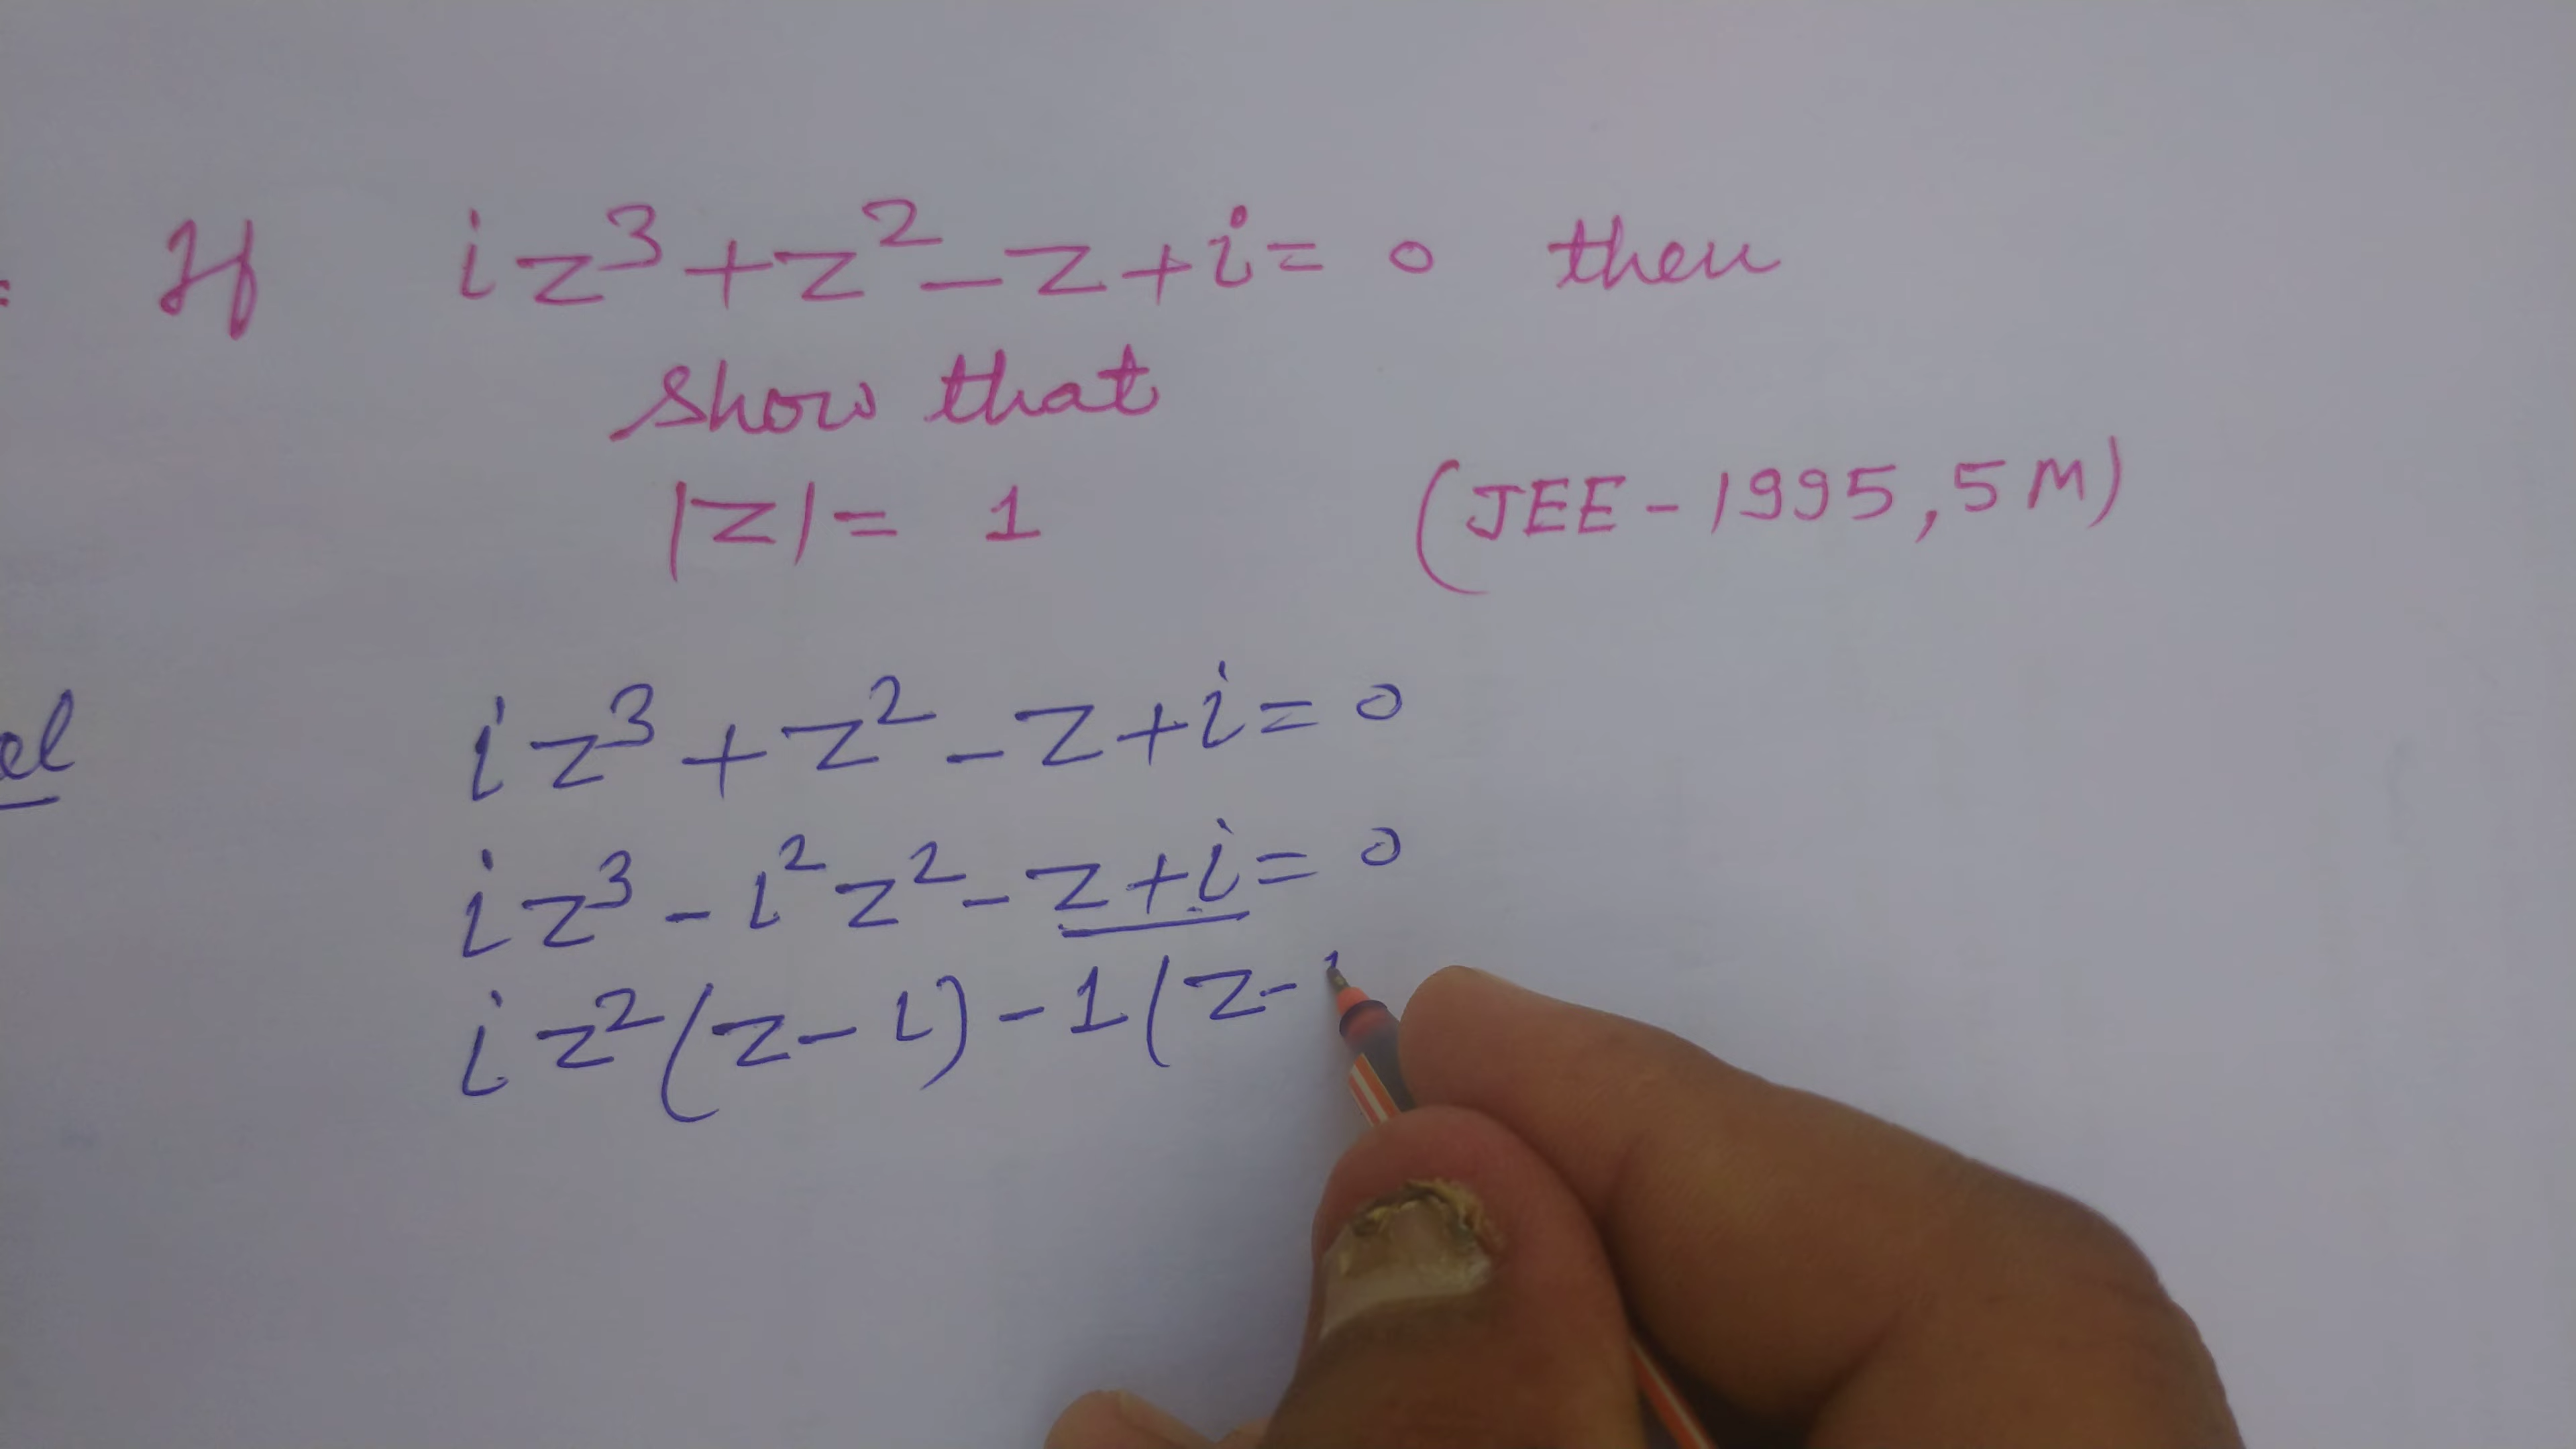 If iz³+z²-z+i= 0 then
show that
|z|= 1 (JEE-1995,5M)
iz³+z²-z+i= 0
iz³-i²z²-z+i= 0
iz²(z-i)-1(z-